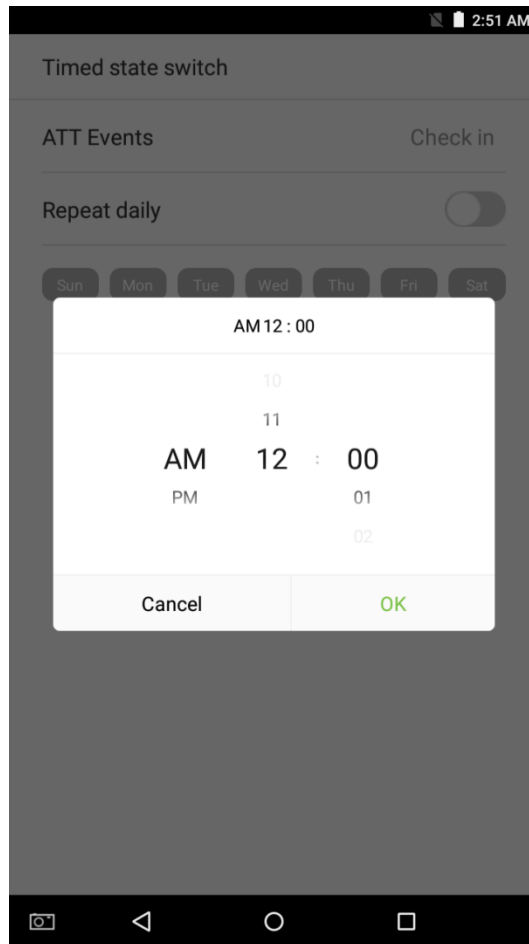 2:51 AM
Timed state switch
ATT Events Check in
Repeat daily
Sun Mon Tue Wed Thu Fri Sat
AM 12 : 00
10
11
AM 12 : 00
PM 01
02
Cancel OK